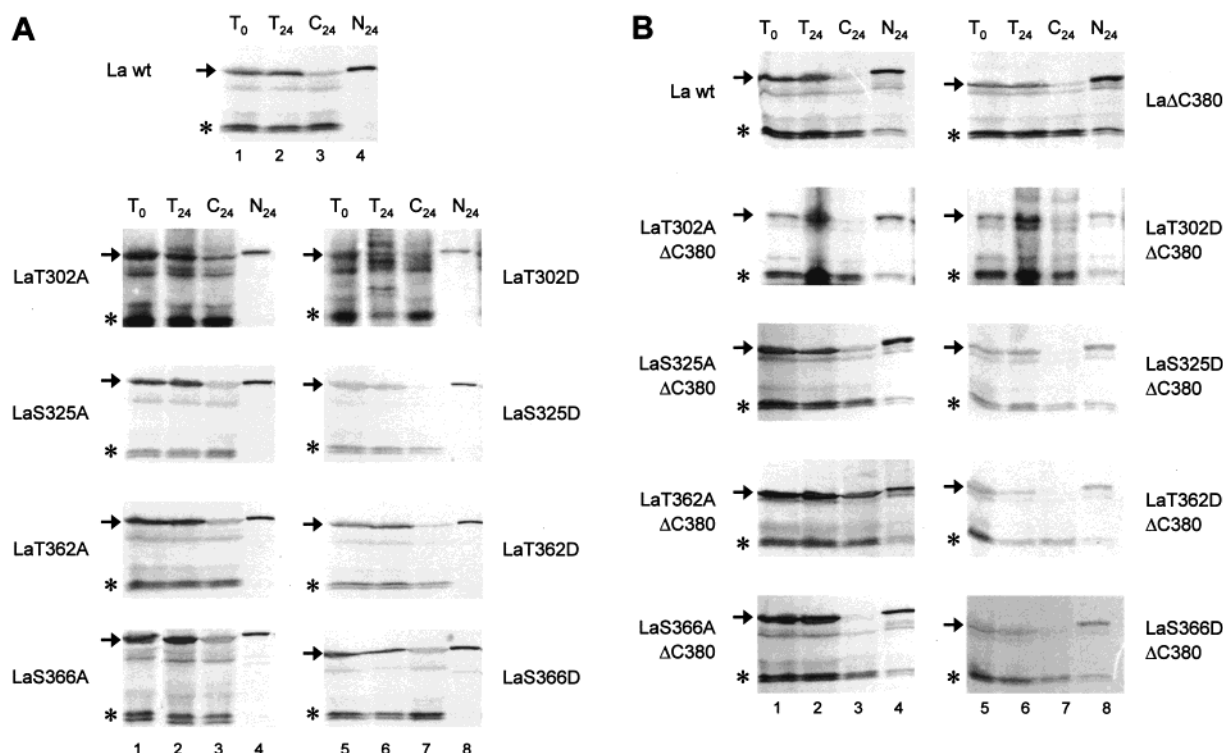 A
T0 T24 C24 N24
La wt
*
1 2 3 4
T0 T24 C24 N24 T0 T24 C24 N24
LaT302A * * LaT302D
LaS325A * * LaS325D
LaT362A * * LaT362D
LaS366A * * LaS366D
1 2 3 4 5 6 7 8
B
T0 T24 C24 N24 T0 T24 C24 N24
La wt LaΔC380
* *
LaT302A LaT302D
ΔC380 ΔC380
* *
LaS325A LaS325D
ΔC380 ΔC380
* *
LaT362A LaT362D
ΔC380 ΔC380
* *
LaS366A LaS366D
ΔC380 ΔC380
* *
1 2 3 4 5 6 7 8